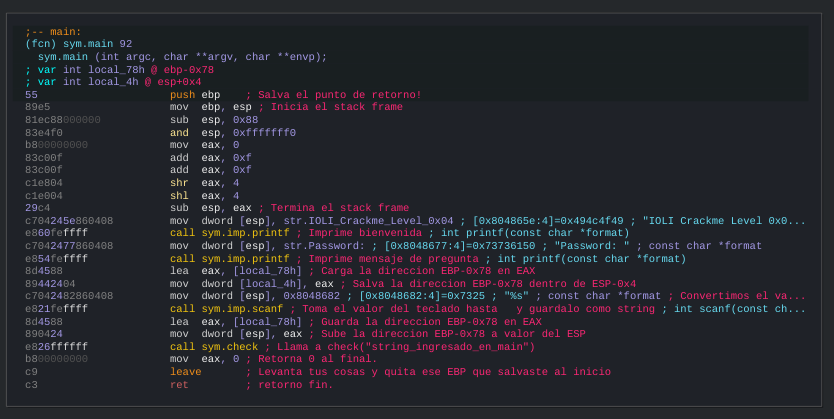 ;-- main:
(fcn) sym.main 92
sym.main (int argc, char **argv, char **envp);
; var int local_78h @ ebp-0x78
; var int local_4h @ esp+0x4
55 push ebp ; Salva el punto de retorno!
89e5 mov ebp, esp ; Inicia el stack frame
81ec88000000 sub esp, 0x88
83e4f0 and esp, 0xfffffff0
b800000000 mov eax, 0
83c00f add eax, 0xf
83c00f add eax, 0xf
c1e804 shr eax, 4
c1e004 shl eax, 4
29c4 sub esp, eax ; Termina el stack frame
c704245e860408 mov dword [esp], str.IOLI_Crackme_Level_0x04 ; [0x804865e:4]=0x494c4f49 ; "IOLI Crackme Level 0x0...
e860feffff call sym.imp.printf ; Imprime bienvenida ; int printf(const char *format)
c7042477860408 mov dword [esp], str.Password: ; [0x8048677:4]=0x73736150 ; "Password: " ; const char *format
e854feffff call sym.imp.printf ; Imprime mensaje de pregunta ; int printf(const char *format)
8d4588 lea eax, [local_78h] ; Carga la direccion EBP-0x78 en EAX
89442404 mov dword [local_4h], eax ; Salva la direccion EBP-0x78 dentro de ESP-0x4
c7042482860408 mov dword [esp], 0x8048682 ; [0x8048682:4]=0x7325 ; "%s" ; const char *format ; Convertimos el va...
e821feffff call sym.imp.scanf ; Toma el valor del teclado hasta y guardalo como string ; int scanf(const ch...
8d4588 lea eax, [local_78h] ; Guarda la direccion EBP-0x78 en EAX
890424 mov dword [esp], eax ; Sube la direccion EBP-0x78 a valor del ESP
e826ffffff call sym.check ; Llama a check("string_ingresado_en_main")
b800000000 mov eax, 0 ; Retorna 0 al final.
c9 leave ; Levanta tus cosas y quita ese EBP que salvaste al inicio
c3 ret ; retorno fin.